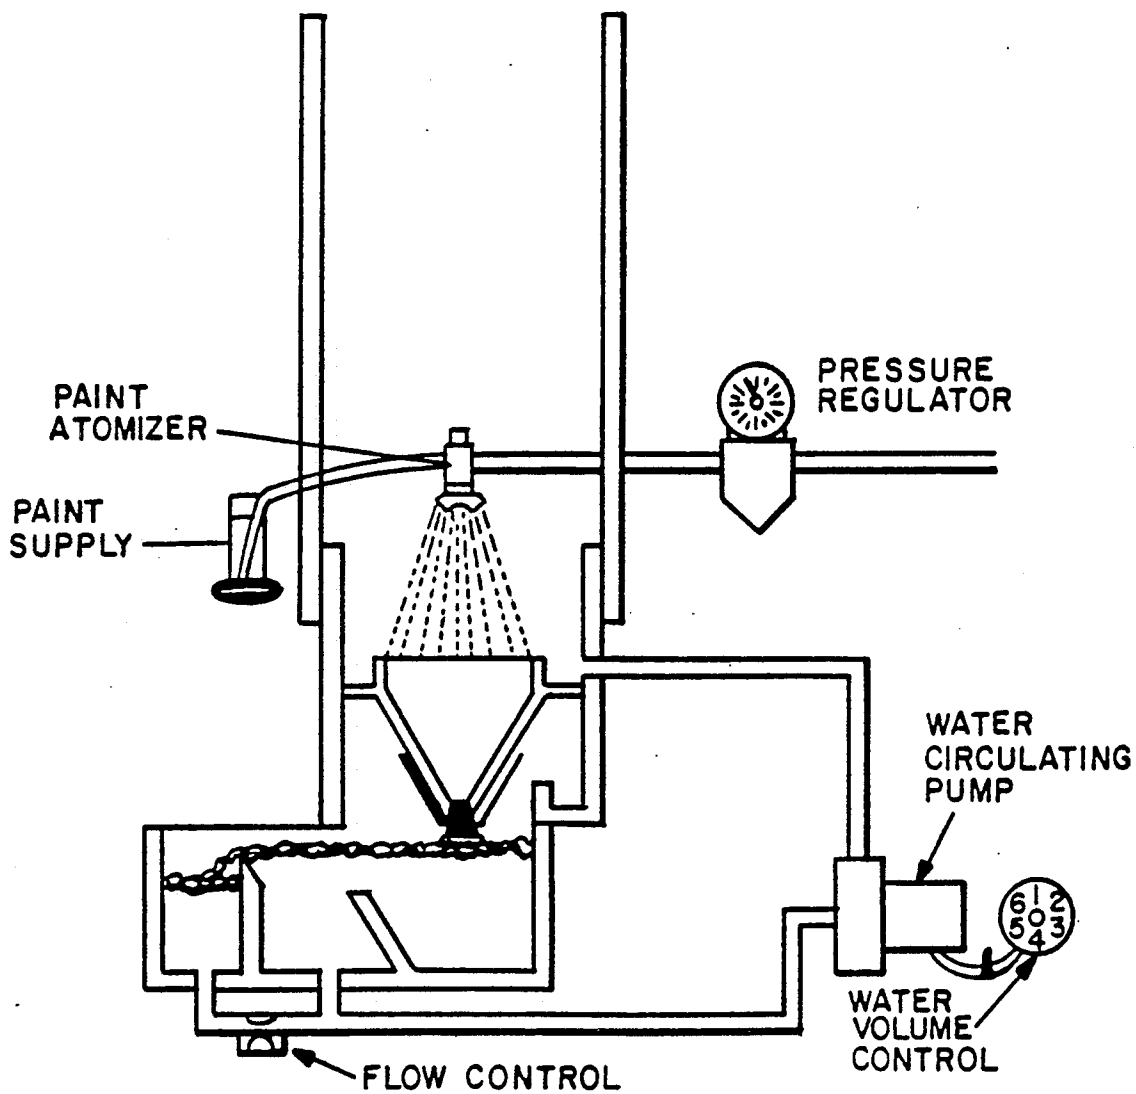 PRESSURE
REGULATOR
PAINT
ATOMIZER
PAINT
SUPPLY
WATER
CIRCULATING
PUMP
6 1 2
5 3
4
WATER
VOLUME
CONTROL
FLOW CONTROL